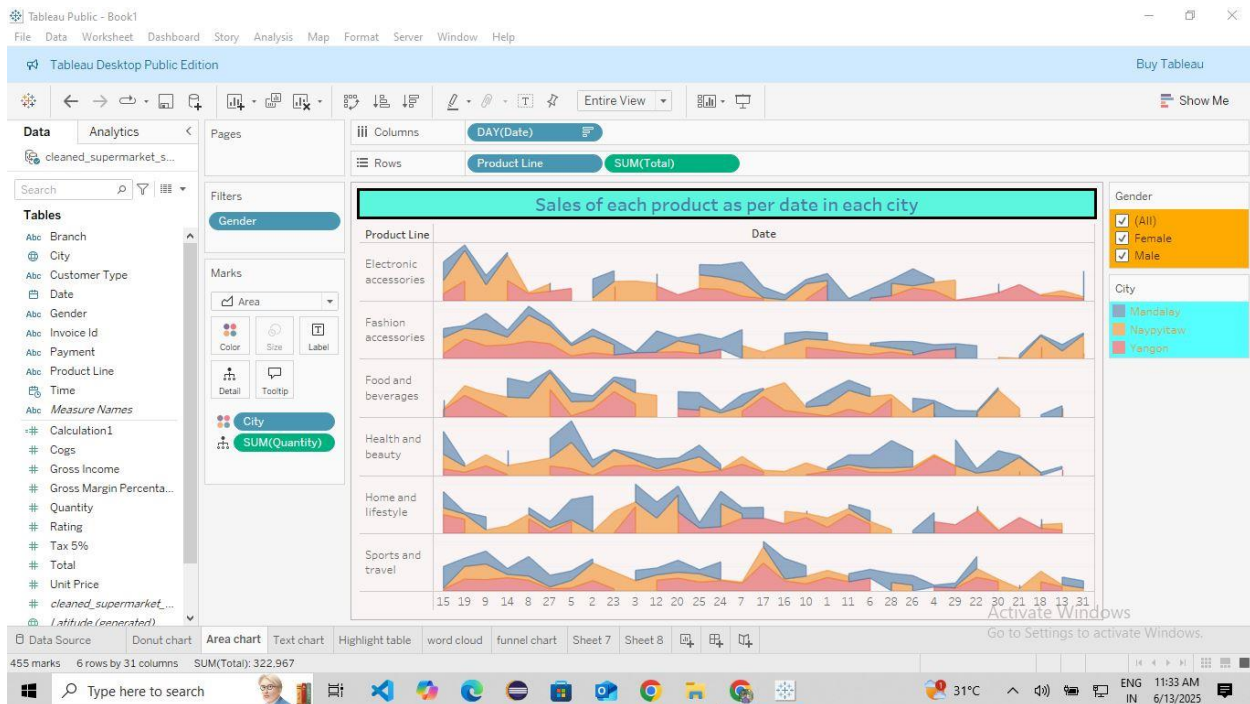 Tableau Public - Book1
File Data Worksheet Dashboard Story Analysis Map Format Server Window Help
Tableau Desktop Public Edition
Buy Tableau
Entire View
Show Me
Data
Analytics
cleaned_supermarket_s...
Search
Tables
Abc Branch
City
Abc Customer Type
Date
Abc Gender
Abc Invoice Id
Abc Payment
Abc Product Line
Time
Abc Measure Names
=# Calculation1
# Cogs
# Gross Income
# Gross Margin Percenta...
# Quantity
# Rating
# Tax 5%
# Total
# Unit Price
# cleaned_supermarket_...
Latitude (generated)
Pages
Filters
Gender
Marks
Area
Color
Size
Label
Detail
Tooltip
City
SUM(Quantity)
iii Columns
DAY(Date)
Rows
Product Line
SUM(Total)
Sales of each product as per date in each city
Product Line
Date
Electronic
accessories
Fashion
accessories
Food and
beverages
Health and
beauty
Home and
lifestyle
Sports and
travel
15 19 9 14 8 27 5 2 23 3 12 20 25 24 7 17 16 10 1 11 6 28 26 4 29 22 30 21 18 13 31
Gender
(All)
Female
Male
City
Mandalay
Naypyitaw
Yangon
Activate Windows
Go to Settings to activate Windows.
Data Source
Donut chart
Area chart
Text chart
Highlight table
word cloud
funnel chart
Sheet 7
Sheet 8
455 marks 6 rows by 31 columns SUM(Total): 322,967
Type here to search
31°C
ENG
IN
11:33 AM
6/13/2025